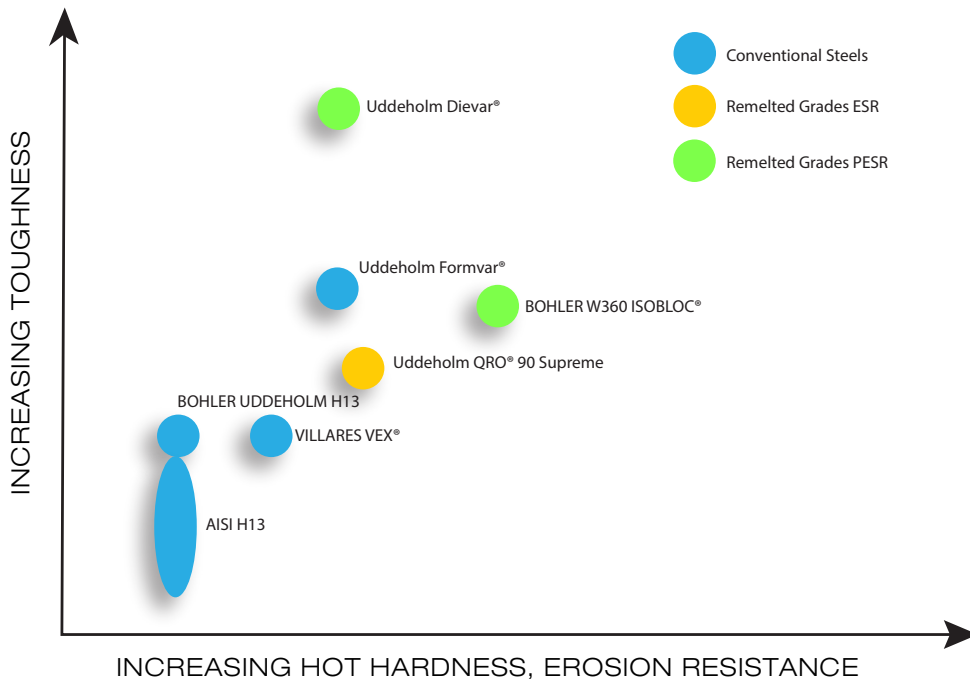 Conventional Steels
Uddeholm Dievar®
Remelted Grades ESR
Remelted Grades PESR
INCREASING TOUGHNESS
Uddeholm Formvar®
BOHLER W360 ISOBLOC®
Uddeholm QRO® 90 Supreme
BOHLER UDDEHOLM H13
VILLARES VEX®
AISI H13
INCREASING HOT HARDNESS, EROSION RESISTANCE